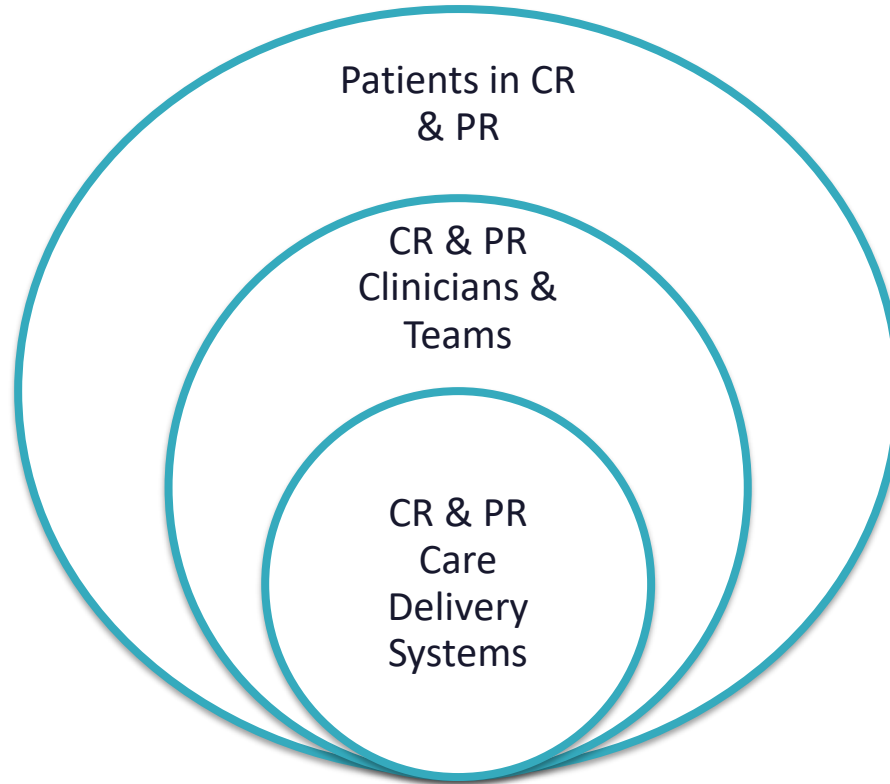 Patients in CR
& PR
CR & PR
Clinicians &
Teams
CR & PR
Care
Delivery
Systems